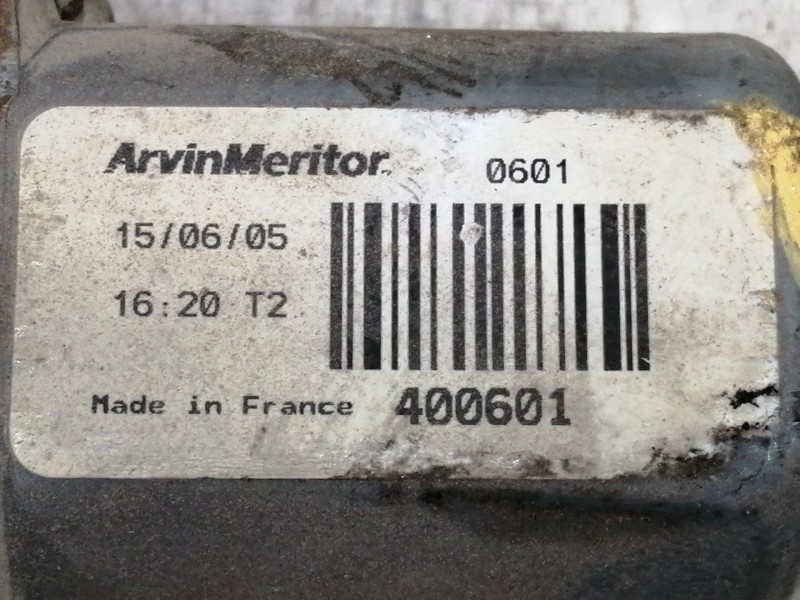 ArvinMeritor 0601
15/06/05
16:20 T2
Made in France 400601